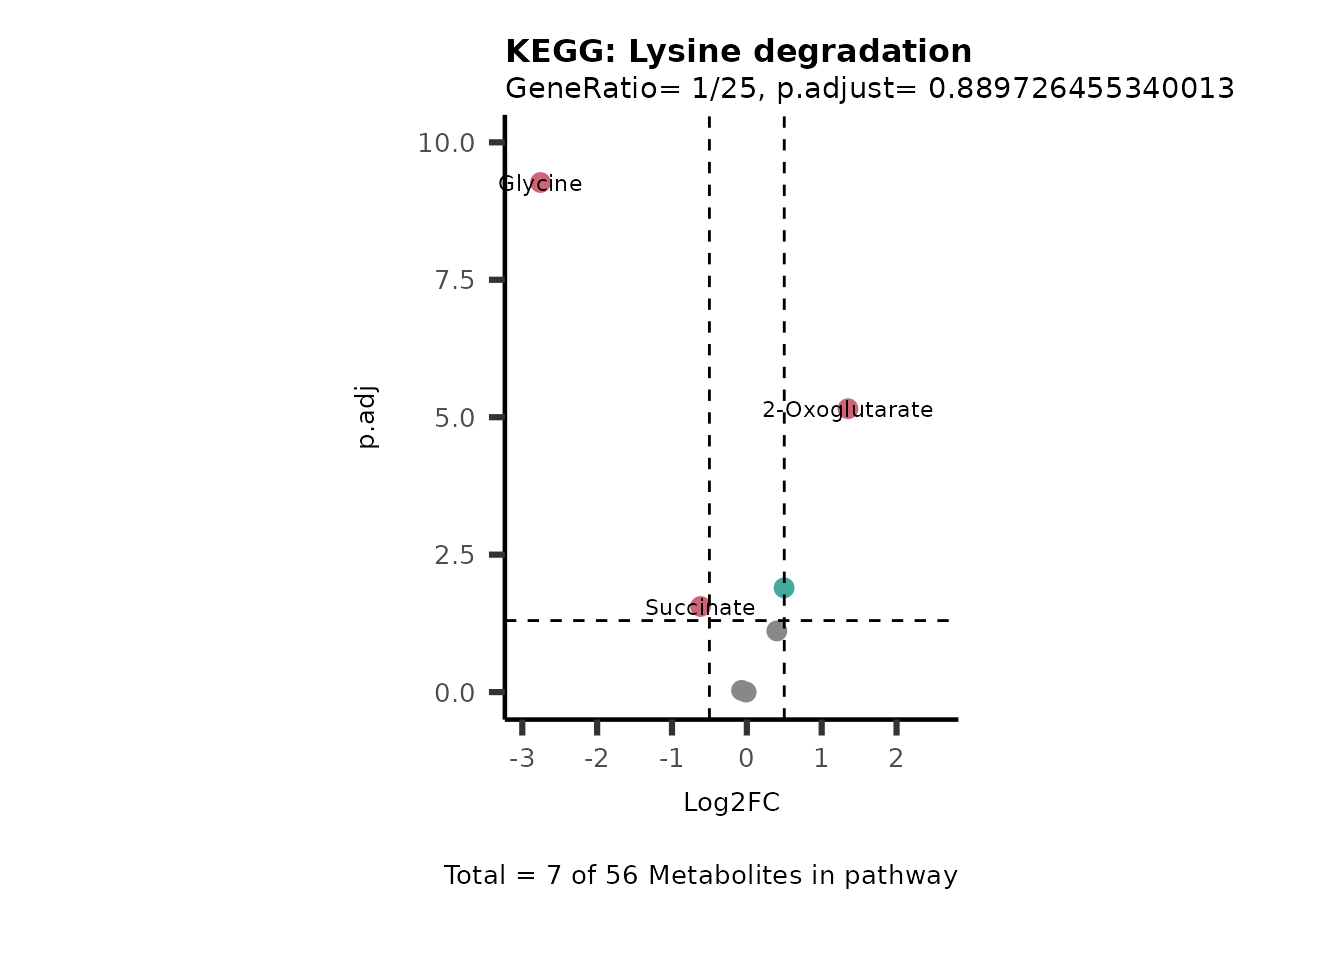 KEGG: Lysine degradation
GeneRatio= 1/25, p.adjust= 0.889726455340013
10.0
Glycine
7.5
p.adj
5.0
2-Oxoglutarate
2.5
Succinate
0.0
-3 -2 -1 0 1 2
Log2FC
Total = 7 of 56 Metabolites in pathway